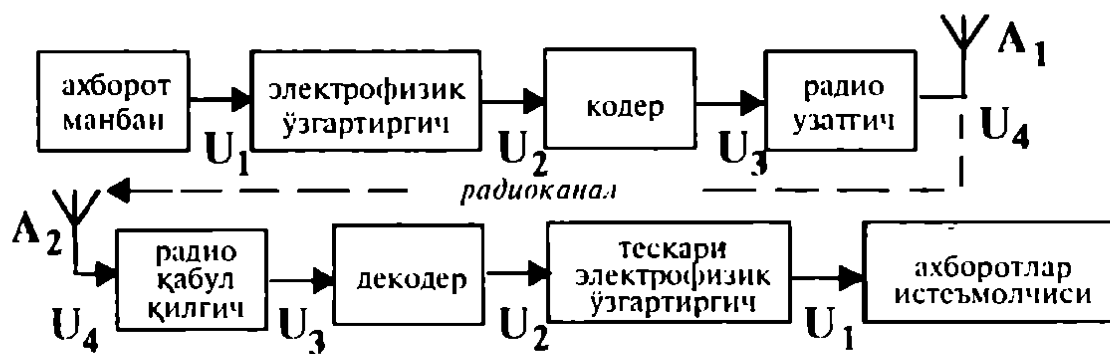 ахборот
манбаи
U1
электрофизик
ўзгартиргич
U2
кодер
U3
радио
узатгич
A1
U4
радиоканал
A2
U4
радио
қабул
қилгич
U3
декодер
U2
тескари
электрофизик
ўзгартиргич
U1
ахборотлар
истеъмолчиси